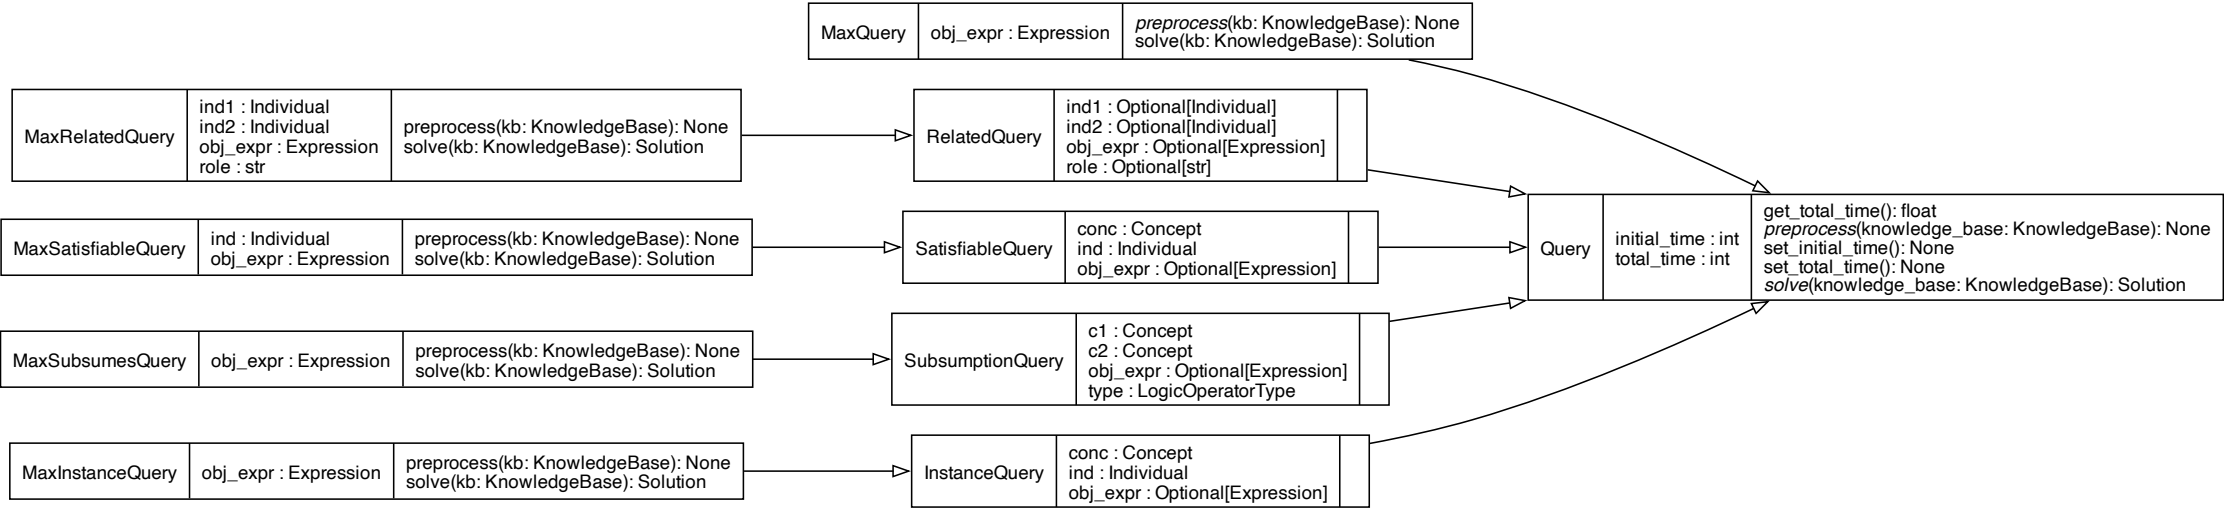 MaxQuery
obj_expr : Expression
preprocess(kb: KnowledgeBase): None
solve(kb: KnowledgeBase): Solution
MaxRelatedQuery
ind1 : Individual
ind2 : Individual
obj_expr : Expression
role : str
preprocess(kb: KnowledgeBase): None
solve(kb: KnowledgeBase): Solution
RelatedQuery
ind1 : Optional[Individual]
ind2 : Optional[Individual]
obj_expr : Optional[Expression]
role : Optional[str]
MaxSatisfiableQuery
ind : Individual
obj_expr : Expression
preprocess(kb: KnowledgeBase): None
solve(kb: KnowledgeBase): Solution
SatisfiableQuery
conc : Concept
ind : Individual
obj_expr : Optional[Expression]
Query
initial_time : int
total_time : int
get_total_time(): float
preprocess(knowledge_base: KnowledgeBase): None
set_initial_time(): None
set_total_time(): None
solve(knowledge_base: KnowledgeBase): Solution
MaxSubsumesQuery
obj_expr : Expression
preprocess(kb: KnowledgeBase): None
solve(kb: KnowledgeBase): Solution
SubsumptionQuery
c1 : Concept
c2 : Concept
obj_expr : Optional[Expression]
type : LogicOperatorType
MaxInstanceQuery
obj_expr : Expression
preprocess(kb: KnowledgeBase): None
solve(kb: KnowledgeBase): Solution
InstanceQuery
conc : Concept
ind : Individual
obj_expr : Optional[Expression]